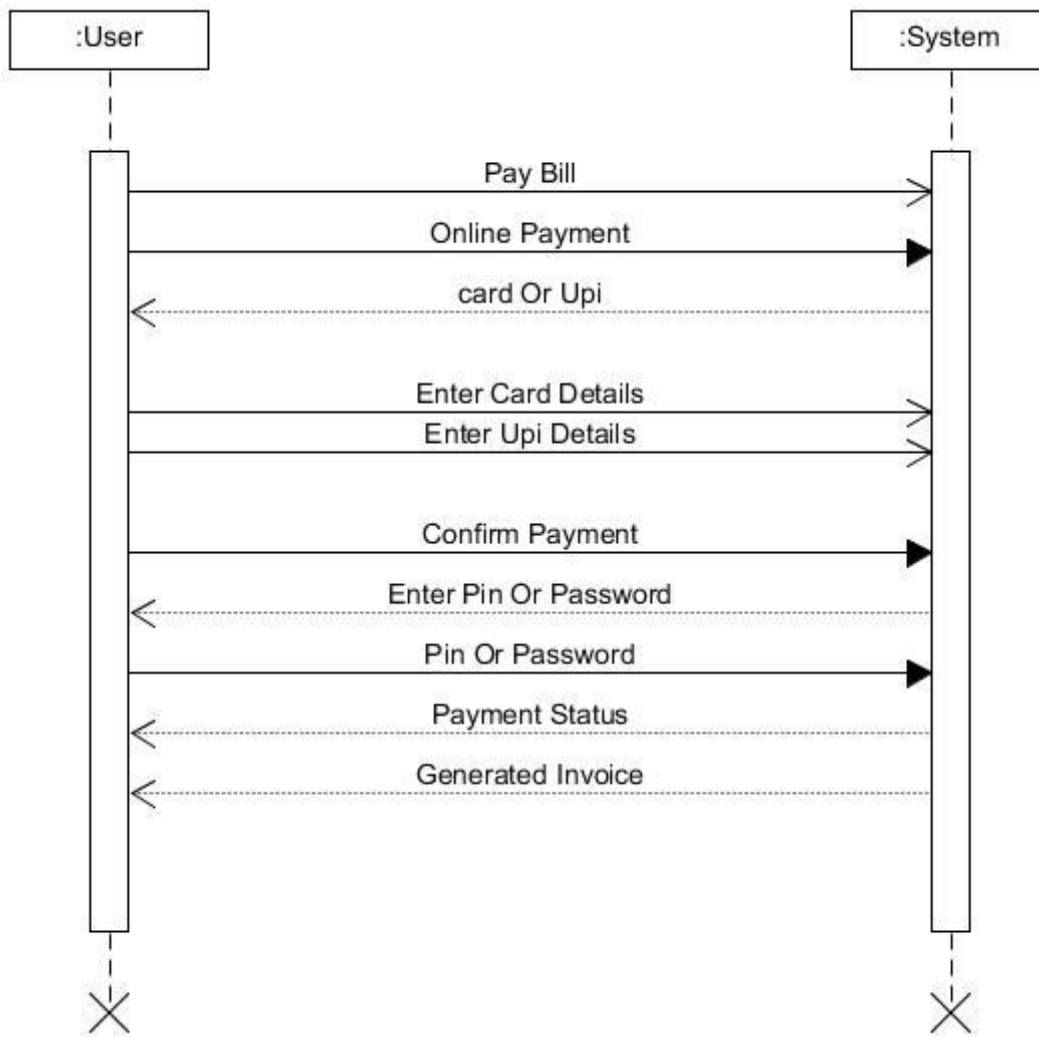 :User
:System
Pay Bill
Online Payment
card Or Upi
Enter Card Details
Enter Upi Details
Confirm Payment
Enter Pin Or Password
Pin Or Password
Payment Status
Generated Invoice